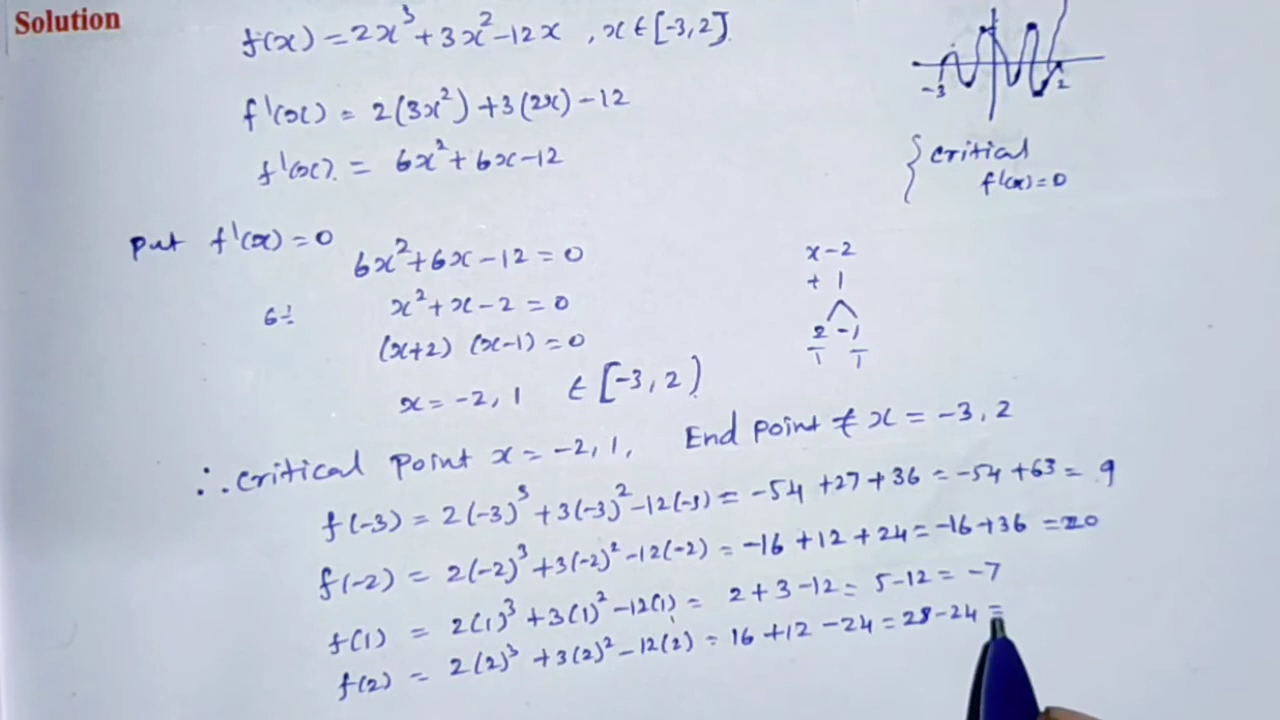 Solution
f(x) = 2x³ + 3x² - 12x , x ∈ [-3, 2]
f'(x) = 2(3x²) + 3(2x) - 12
f'(x) = 6x² + 6x - 12
-3 2
{ critical
f'(x) = 0
Put f'(x) = 0
6x² + 6x - 12 = 0
6÷ x² + x - 2 = 0
(x+2) (x-1) = 0
x = -2, 1 ∈ [-3, 2)
x - 2
+ 1
2 -1
1 1
∴ critical Point x = -2, 1, End point x = -3, 2
f(-3) = 2(-3)³ + 3(-3)² - 12(-3) = -54 + 27 + 36 = -54 + 63 = 9
f(-2) = 2(-2)³ + 3(-2)² - 12(-2) = -16 + 12 + 24 = -16 + 36 = 20
f(1) = 2(1)³ + 3(1)² - 12(1) = 2 + 3 - 12 = 5 - 12 = -7
f(2) = 2(2)³ + 3(2)² - 12(2) = 16 + 12 - 24 = 28 - 24 =